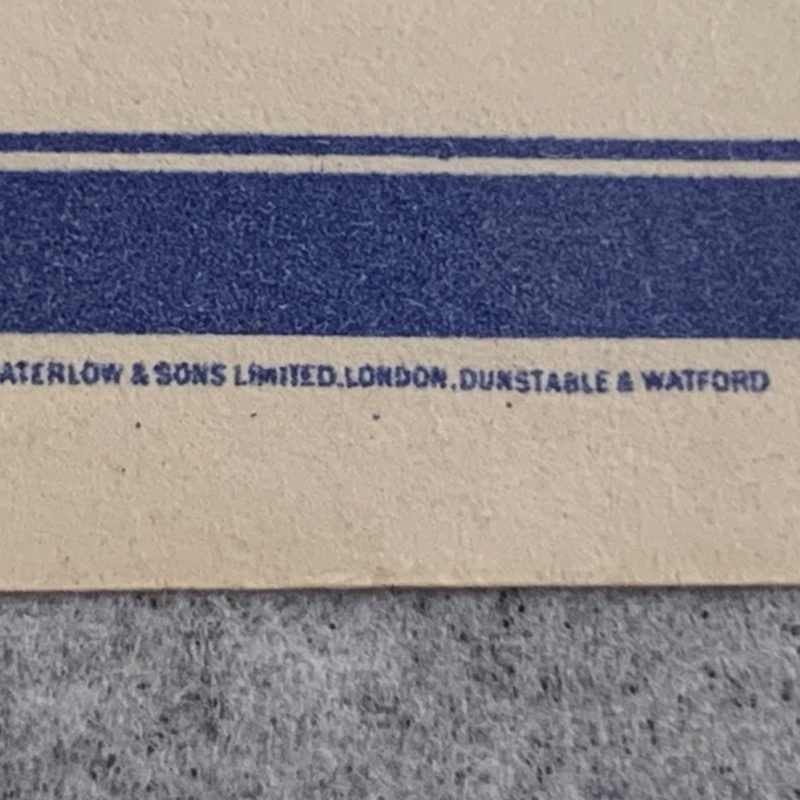 ATERLOW & SONS LIMITED. LONDON. DUNSTABLE & WATFORD